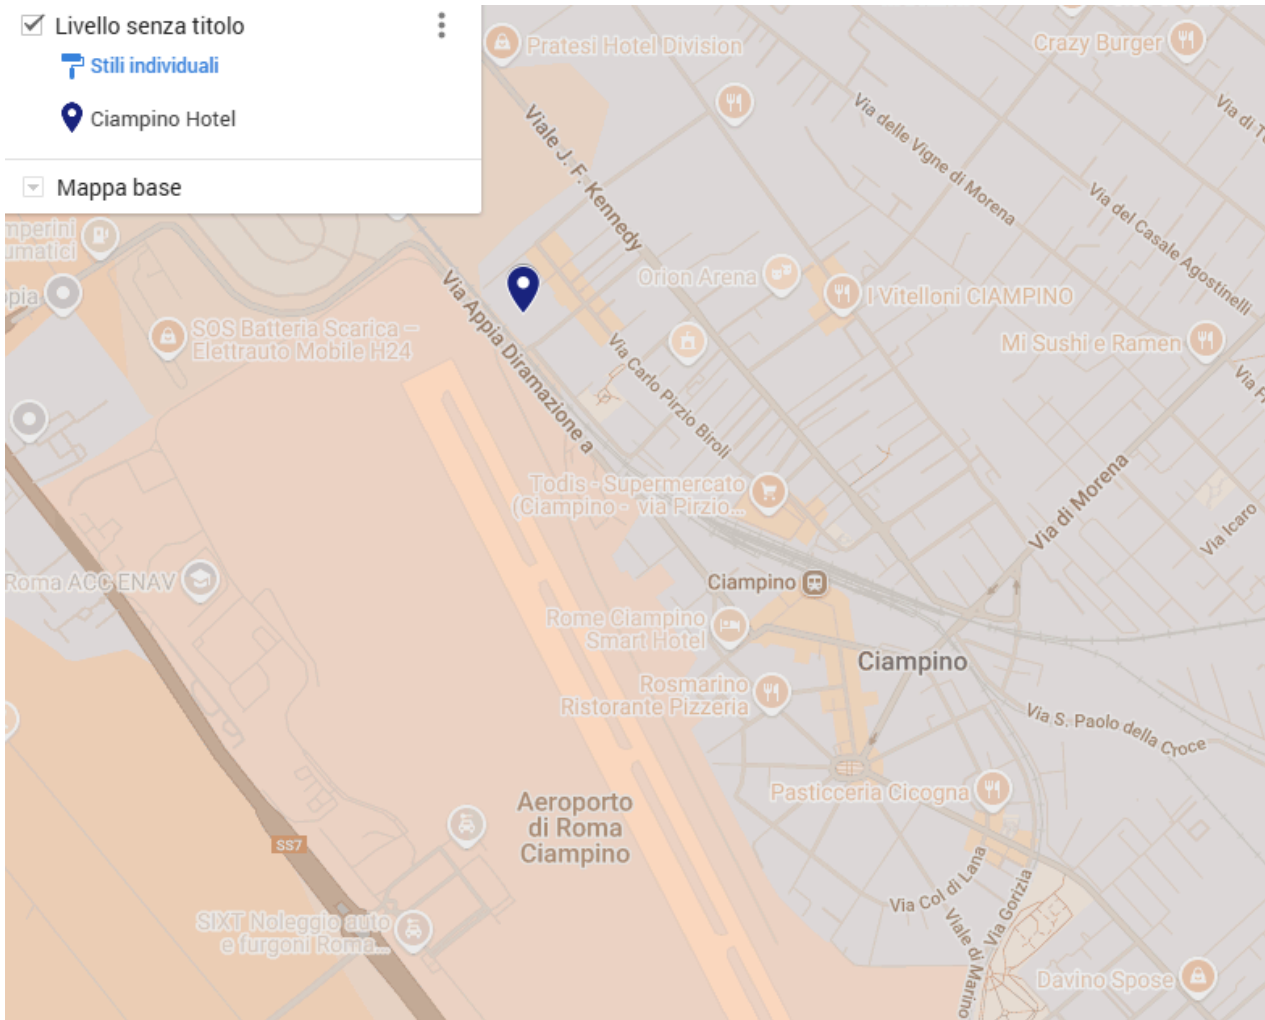 Livello senza titolo
Stili individuali
Ciampino Hotel
Mappa base
Pratesi Hotel Division
Crazy Burger
Viale J. F. Kennedy
Via delle Vigne di Morena
Via di
Via del Casale Agostinelli
Orion Arena
I Vitelloni CIAMPINO
Mi Sushi e Ramen
Via Appia Diramazione a
SOS Batteria Scarica –
Elettrauto Mobile H24
Via Carlo Pirzio Biroli
Todis - Supermercato
(Ciampino - via Pirzio...
Via di Morena
Via Icaro
Roma ACC ENAV
Ciampino
Rome Ciampino
Smart Hotel
Ciampino
Rosmarino
Ristorante Pizzeria
Via S. Paolo della Croce
Pasticceria Cicogna
Aeroporto
di Roma
Ciampino
SS7
Via Col di Lana
Via Gorizia
Viale di Marino
SIXT Noleggio auto
e furgoni Roma...
Davino Spose